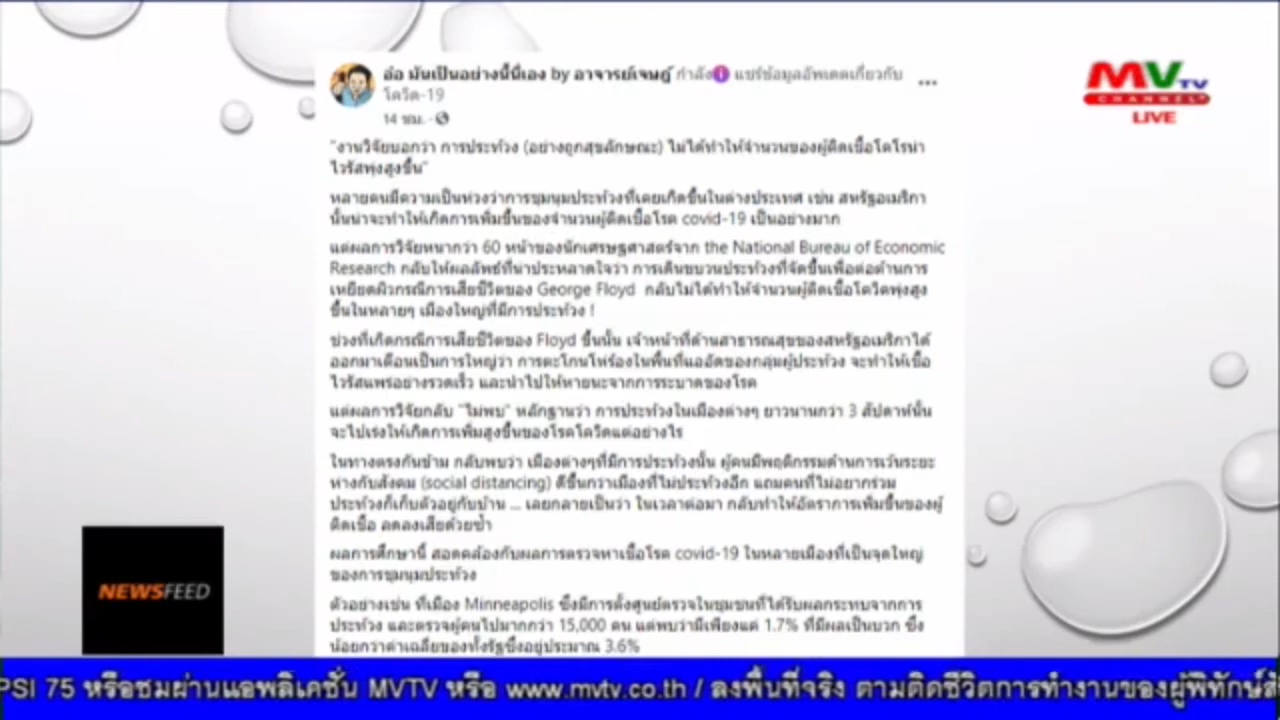 อ๋อ มันเป็นอย่างนี้นี่เอง by อาจารย์เจษฎ์ กำลัง แชร์ข้อมูลอัพเดตเกี่ยวกับ
โควิด-19
14 ชม.
"งานวิจัยบอกว่า การประท้วง (อย่างถูกสุขลักษณะ) ไม่ได้ทำให้จำนวนของผู้ติดเชื้อโคโรน่า
ไวรัสพุ่งสูงขึ้น"
หลายคนมีความเป็นห่วงว่าการชุมนุมประท้วงที่เคยเกิดขึ้นในต่างประเทศ เช่น สหรัฐอเมริกา
นั้นน่าจะทำให้เกิดการเพิ่มขึ้นของจำนวนผู้ติดเชื้อโรค covid-19 เป็นอย่างมาก
แต่ผลการวิจัยหนากว่า 60 หน้าของนักเศรษฐศาสตร์จาก the National Bureau of Economic
Research กลับให้ผลลัพธ์ที่น่าประหลาดใจว่า การเดินขบวนประท้วงที่จัดขึ้นเพื่อต่อต้านการ
เหยียดผิวกรณีการเสียชีวิตของ George Floyd กลับไม่ได้ทำให้จำนวนผู้ติดเชื้อโควิดพุ่งสูง
ขึ้นในหลายๆ เมืองใหญ่ที่มีการประท้วง !
ช่วงที่เกิดกรณีการเสียชีวิตของ Floyd ขึ้นนั้น เจ้าหน้าที่ด้านสาธารณสุขของสหรัฐอเมริกาได้
ออกมาเตือนเป็นการใหญ่ว่า การตะโกนโห่ร้องในพื้นที่แออัดของกลุ่มผู้ประท้วง จะทำให้เชื้อ
ไวรัสแพร่อย่างรวดเร็ว และนำไปให้หายนะจากการระบาดของโรค
แต่ผลการวิจัยกลับ "ไม่พบ" หลักฐานว่า การประท้วงในเมืองต่างๆ ยาวนานกว่า 3 สัปดาห์นั้น
จะไปเร่งให้เกิดการเพิ่มสูงขึ้นของโรคโควิดแต่อย่างไร
ในทางตรงกันข้าม กลับพบว่า เมืองต่างๆที่มีการประท้วงนั้น ผู้คนมีพฤติกรรมด้านการเว้นระยะ
ห่างกับสังคม (social distancing) ดีขึ้นกว่าเมืองที่ไม่ประท้วงอีก แถมคนที่ไม่อยากร่วม
ประท้วงก็เก็บตัวอยู่กับบ้าน ... เลยกลายเป็นว่า ในเวลาต่อมา กลับทำให้อัตราการเพิ่มขึ้นของผู้
ติดเชื้อ ลดลงเสียด้วยซ้ำ
ผลการศึกษานี้ สอดคล้องกับผลการตรวจหาเชื้อโรค covid-19 ในหลายเมืองที่เป็นจุดใหญ่
ของการชุมนุมประท้วง
ตัวอย่างเช่น ที่เมือง Minneapolis ซึ่งมีการตั้งศูนย์ตรวจในชุมชนที่ได้รับผลกระทบจากการ
ประท้วง และตรวจผู้คนไปมากกว่า 15,000 คน แต่พบว่ามีเพียงแค่ 1.7% ที่มีผลเป็นบวก ซึ่ง
น้อยกว่าค่าเฉลี่ยของทั้งรัฐซึ่งอยู่ประมาณ 3.6%
MVTV
CHANNEL
LIVE
NEWSFEED
PSI 75 หรือชมผ่านแอพลิเคชั่น MVTV หรือ www.mvtv.co.th / ลงพื้นที่จริง ตามติดชีวิตการทำงานของผู้พิทักษ์สั